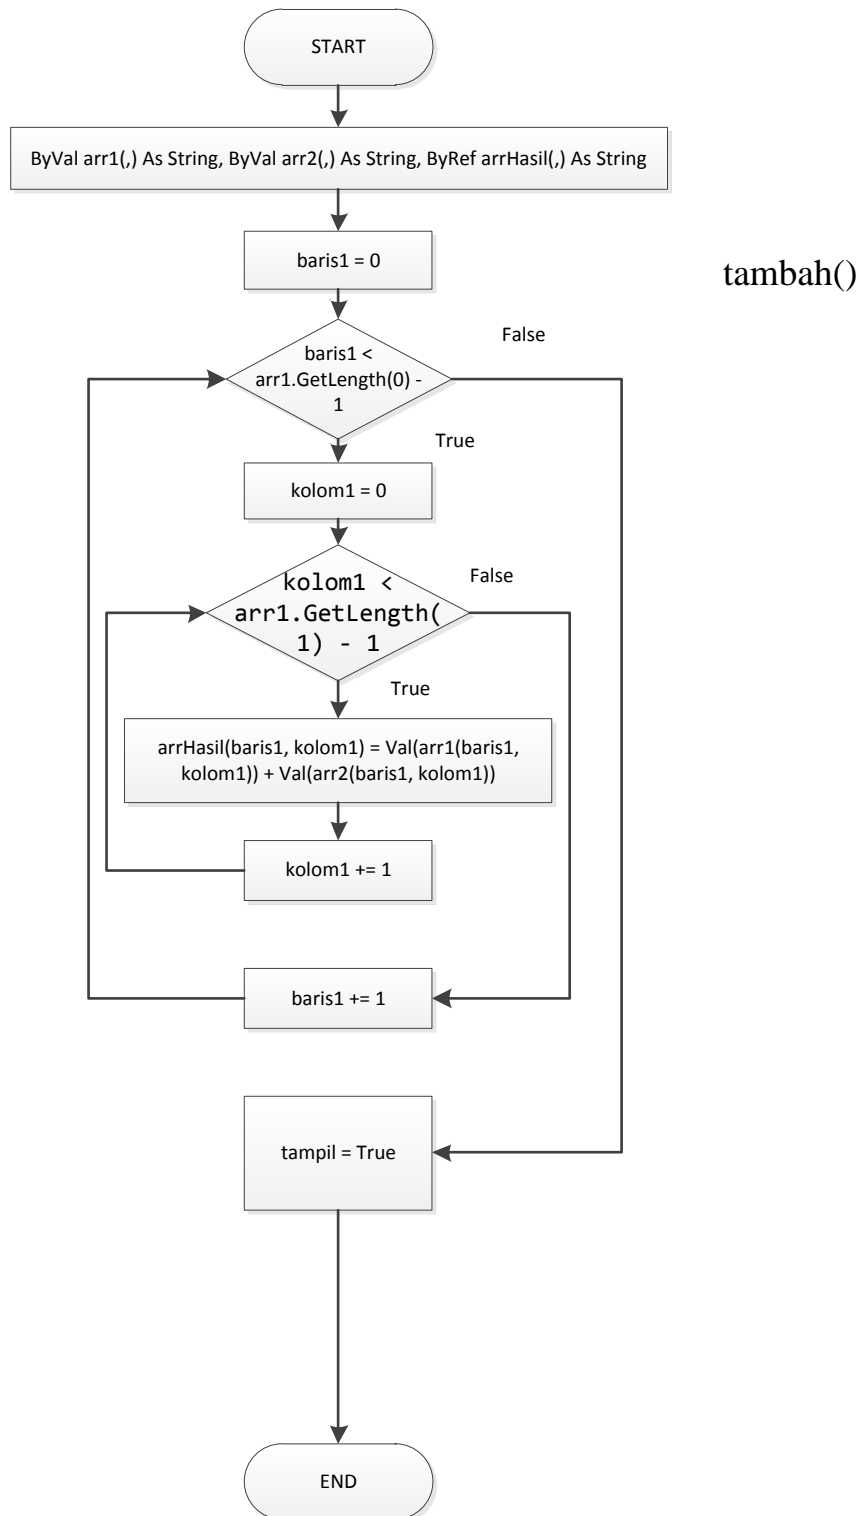 START
ByVal arr1(,) As String, ByVal arr2(,) As String, ByRef arrHasil(,) As String
baris1 = 0
tambah()
baris1 <
arr1.GetLength(0) -
1
False
True
kolom1 = 0
kolom1 <
arr1.GetLength(
1) - 1
False
True
arrHasil(baris1, kolom1) = Val(arr1(baris1,
kolom1)) + Val(arr2(baris1, kolom1))
kolom1 += 1
baris1 += 1
tampil = True
END